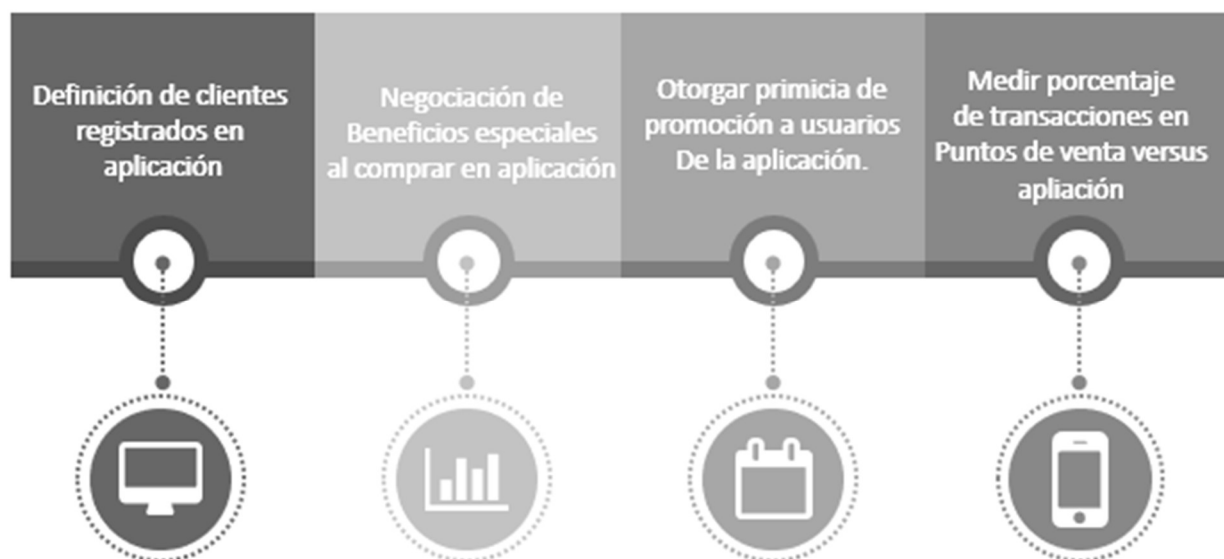 Definición de clientes
registrados en
aplicación
Negociación de
Beneficios especiales
al comprar en aplicación
Otorgar primicia de
promoción a usuarios
De la aplicación.
Medir porcentaje
de transacciones en
Puntos de venta versus
apliación